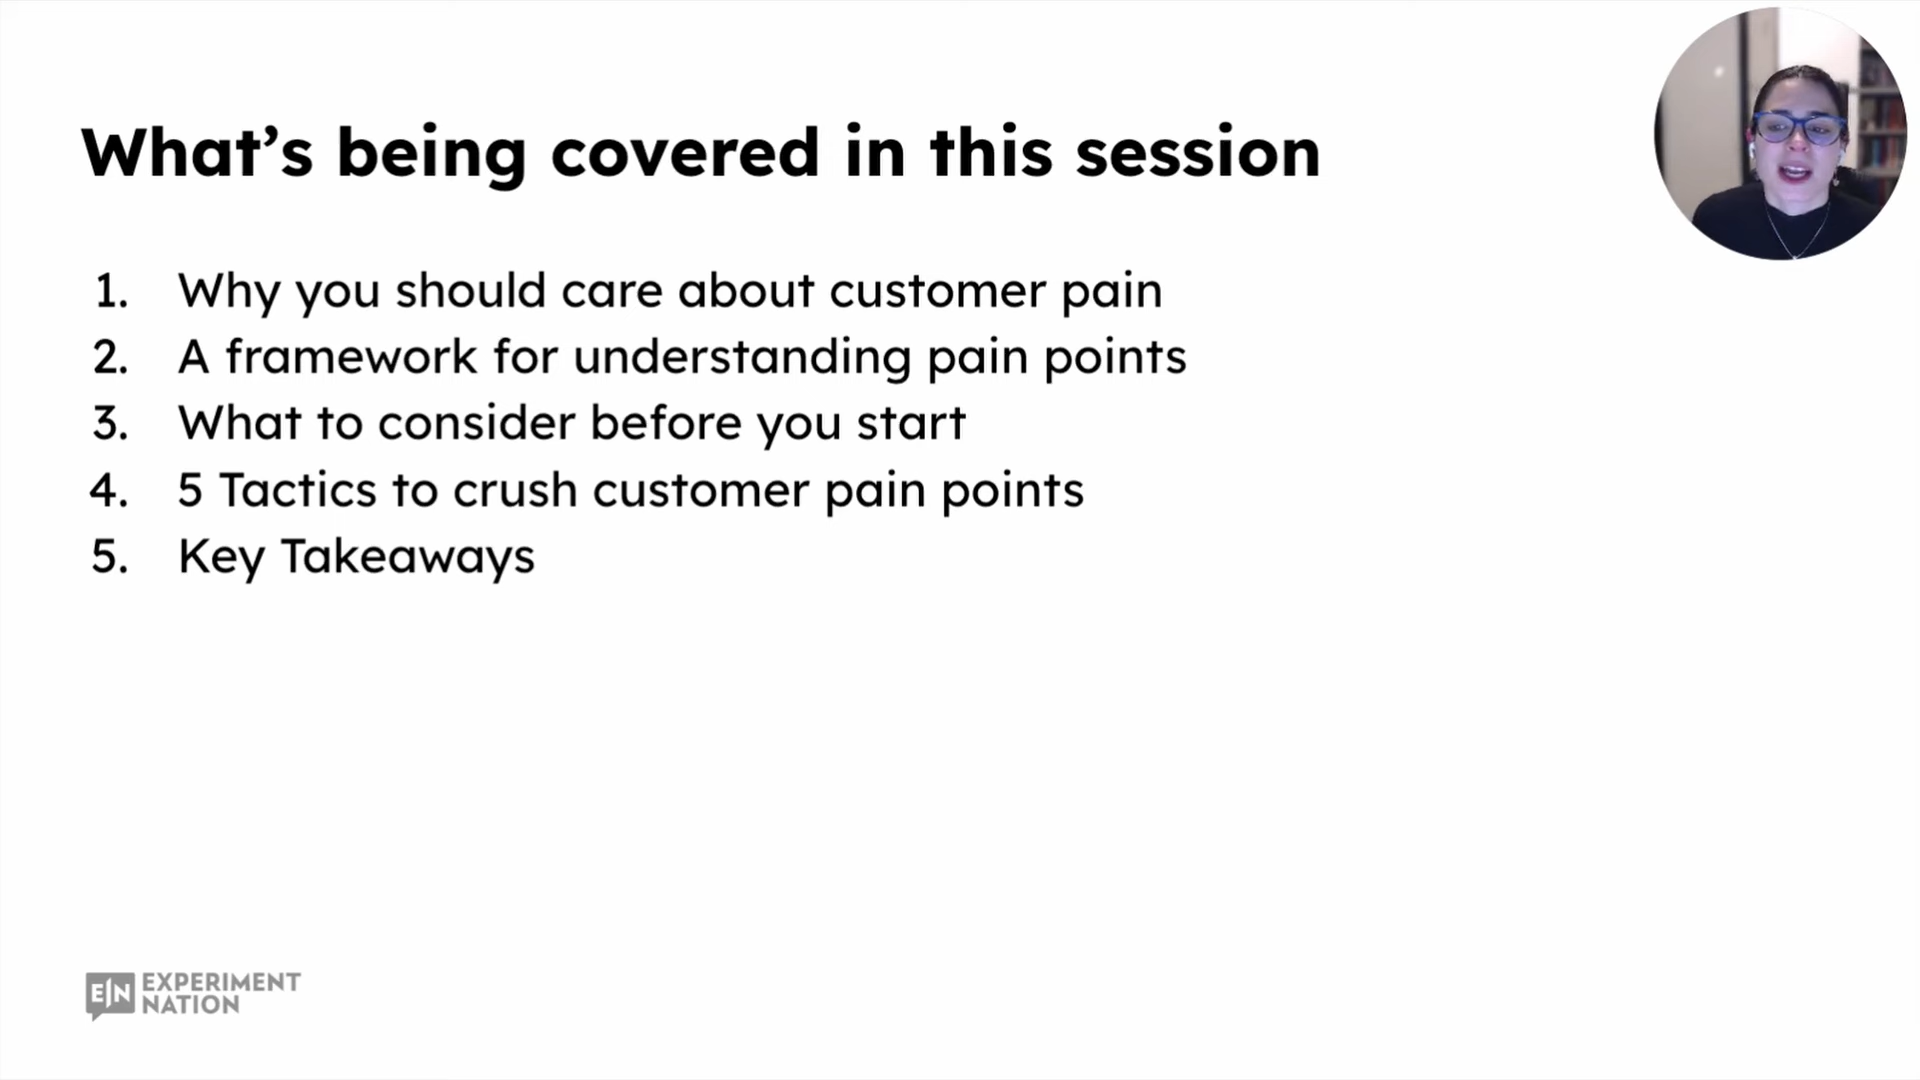 What’s being covered in this session
1. Why you should care about customer pain
2. A framework for understanding pain points
3. What to consider before you start
4. 5 Tactics to crush customer pain points
5. Key Takeaways
E|N EXPERIMENT
NATION